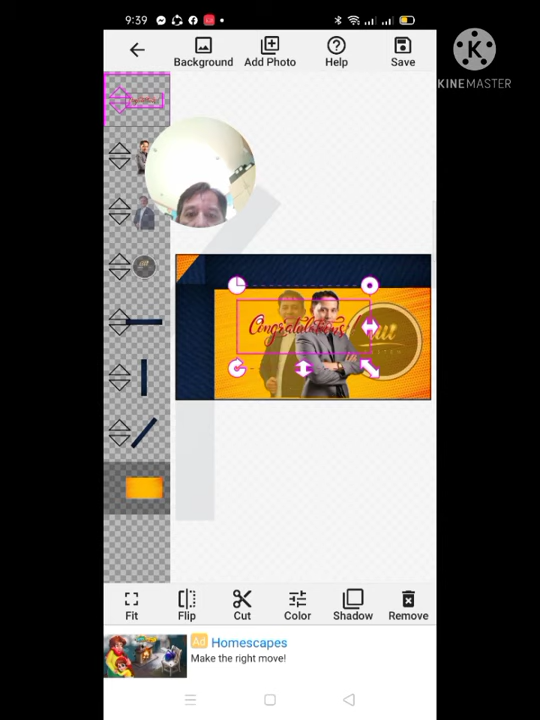 9:39
KINEMASTER
Background Add Photo Help Save
Congratulations!
Fit Flip Cut Color Shadow Remove
Ad Homescapes
Make the right move!